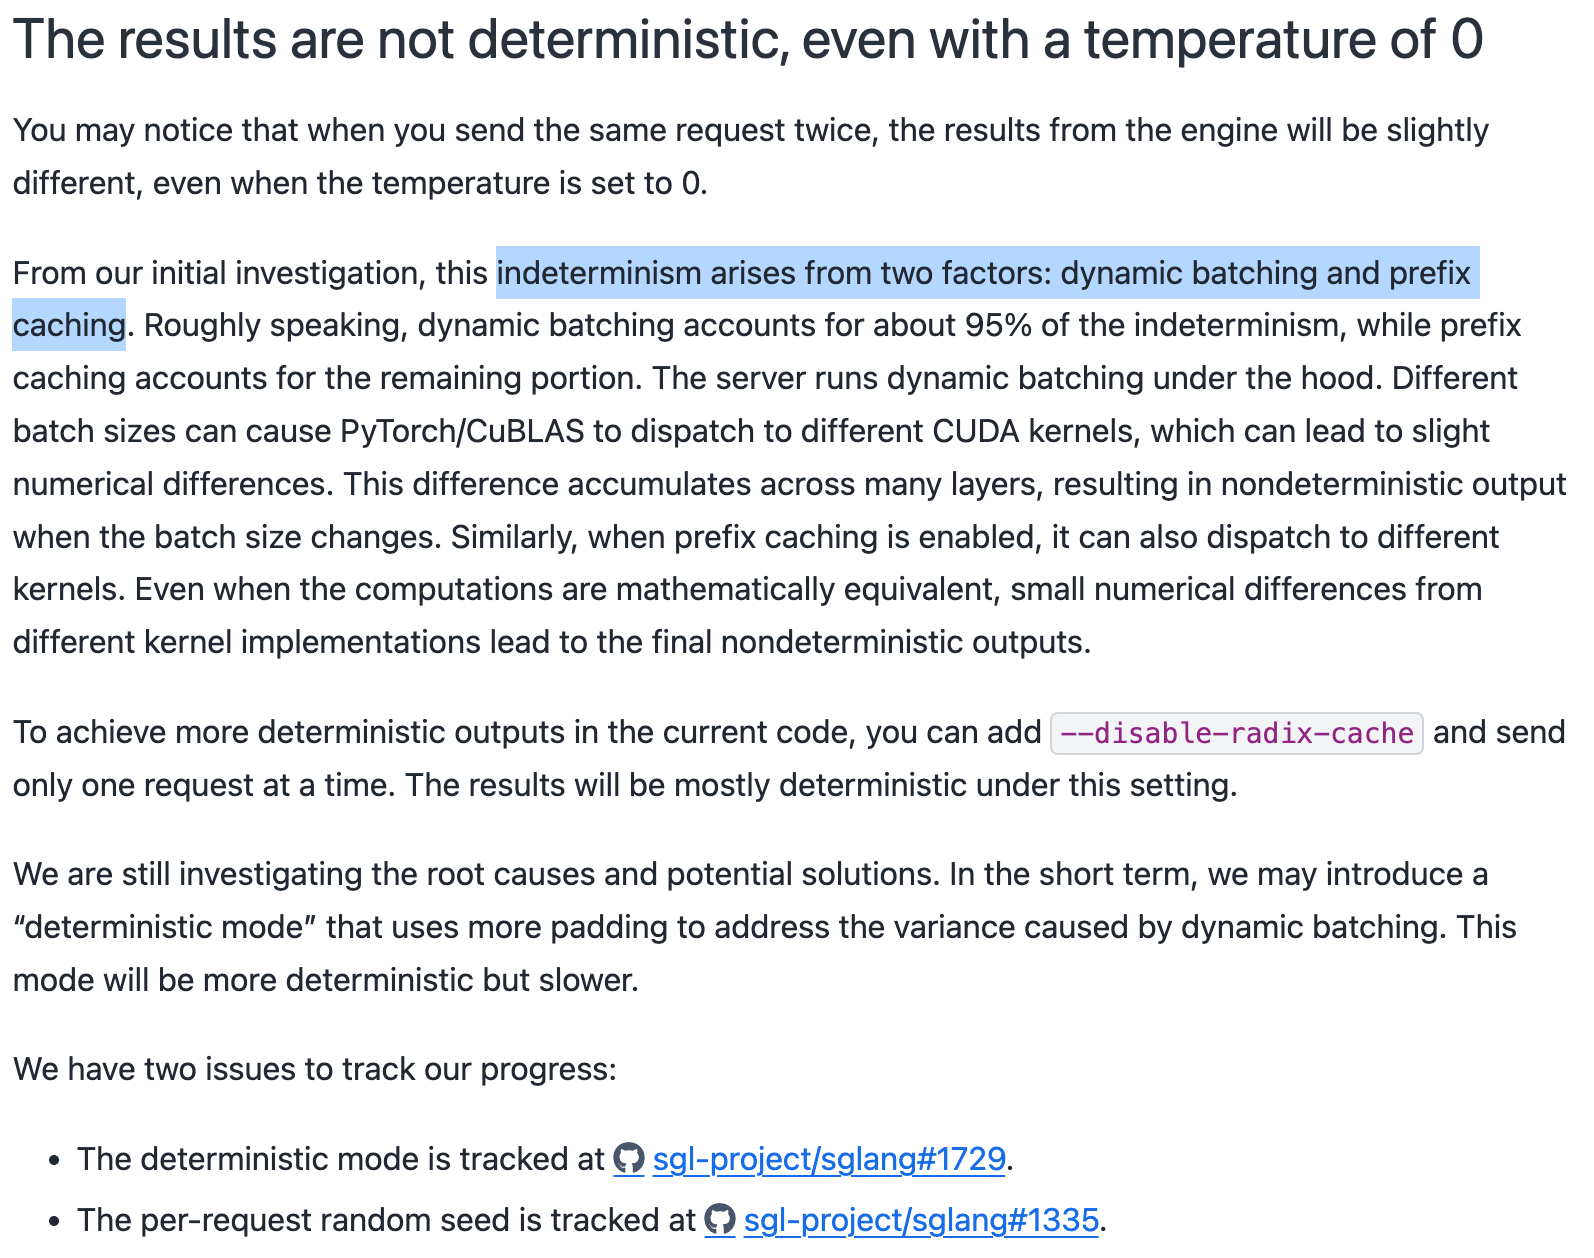 The results are not deterministic, even with a temperature of 0
You may notice that when you send the same request twice, the results from the engine will be slightly
different, even when the temperature is set to 0.
From our initial investigation, this indeterminism arises from two factors: dynamic batching and prefix
caching. Roughly speaking, dynamic batching accounts for about 95% of the indeterminism, while prefix
caching accounts for the remaining portion. The server runs dynamic batching under the hood. Different
batch sizes can cause PyTorch/CuBLAS to dispatch to different CUDA kernels, which can lead to slight
numerical differences. This difference accumulates across many layers, resulting in nondeterministic output
when the batch size changes. Similarly, when prefix caching is enabled, it can also dispatch to different
kernels. Even when the computations are mathematically equivalent, small numerical differences from
different kernel implementations lead to the final nondeterministic outputs.
To achieve more deterministic outputs in the current code, you can add --disable-radix-cache and send
only one request at a time. The results will be mostly deterministic under this setting.
We are still investigating the root causes and potential solutions. In the short term, we may introduce a
“deterministic mode” that uses more padding to address the variance caused by dynamic batching. This
mode will be more deterministic but slower.
We have two issues to track our progress:
• The deterministic mode is tracked at sgl-project/sglang#1729.
• The per-request random seed is tracked at sgl-project/sglang#1335.